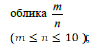 облика m/n
(m ≤ n ≤ 10 );